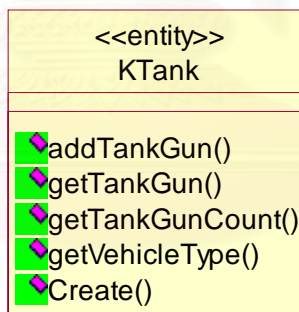 <<entity>>
KTank
addTankGun()
getTankGun()
getTankGunCount()
getVehicleType()
Create()